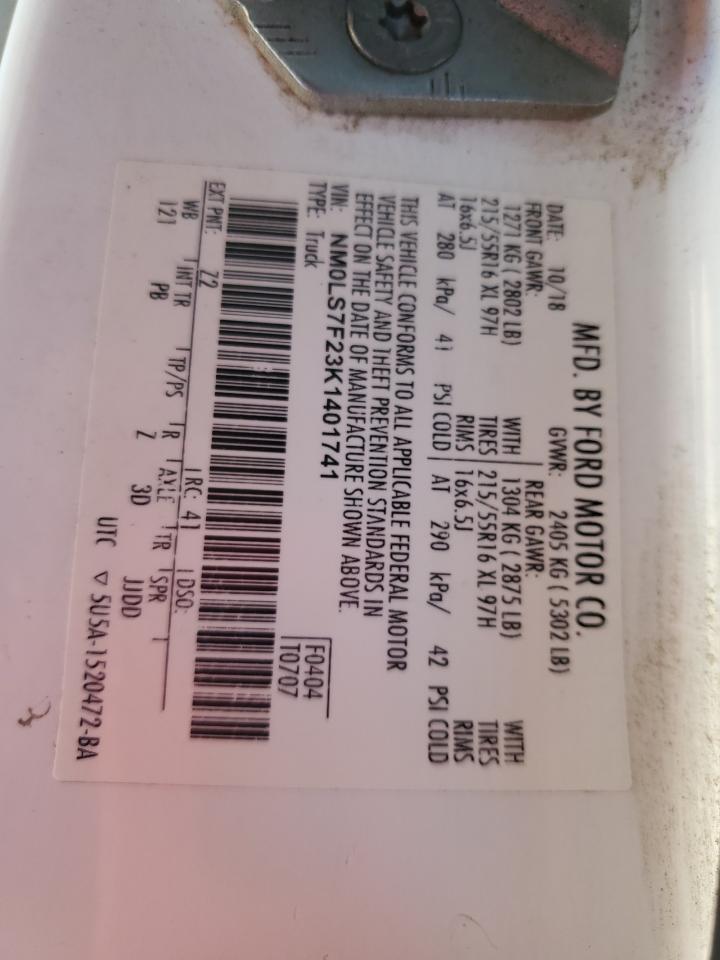 MFD. BY FORD MOTOR CO.
DATE: 10/18 GVWR: 2405 KG ( 5302 LB)
FRONT GAWR: REAR GAWR:
1271 KG ( 2802 LB) WITH 1304 KG ( 2875 LB) WITH
215/55R16 XL 97H TIRES 215/55R16 XL 97H TIRES
16x6.5J RIMS 16x6.5J RIMS
AT 280 kPa/ 41 PSI COLD AT 290 kPa/ 42 PSI COLD
THIS VEHICLE CONFORMS TO ALL APPLICABLE FEDERAL MOTOR
VEHICLE SAFETY AND THEFT PREVENTION STANDARDS IN
EFFECT ON THE DATE OF MANUFACTURE SHOWN ABOVE.
VIN: NM0LS7F23K1401741
TYPE: Truck
F0404
T0707
EXT PNT: 72 RC: 41 DSO:
WB INT TR TP/PS R AXLE TR SPR
121 PB Z 3D JJDD
UTC ▽ 5U5A-1520472-BA